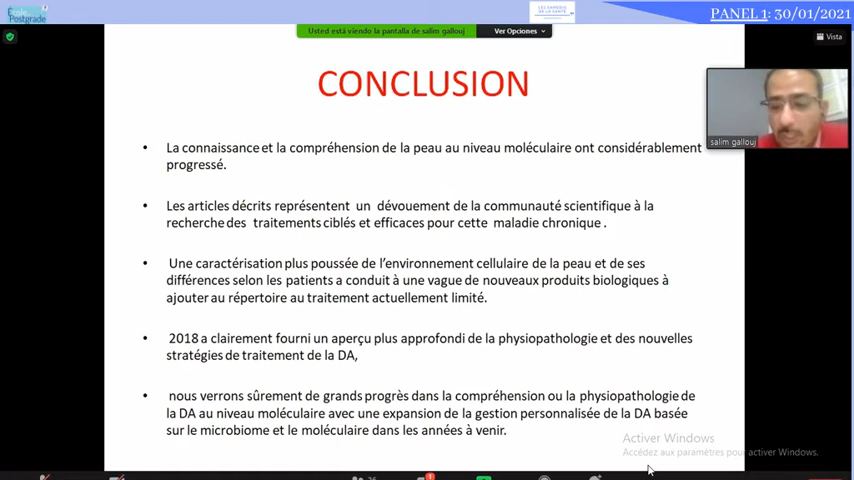 École
Postgrade
LES SAMEDIS
DE LA SANTÉ
PANEL 1: 30/01/2021
Usted está viendo la pantalla de salim gallouj
Ver Opciones
Vista
CONCLUSION
salim gallouj
• La connaissance et la compréhension de la peau au niveau moléculaire ont considérablement
progressé.
• Les articles décrits représentent un dévouement de la communauté scientifique à la
recherche des traitements ciblés et efficaces pour cette maladie chronique .
• Une caractérisation plus poussée de l'environnement cellulaire de la peau et de ses
différences selon les patients a conduit à une vague de nouveaux produits biologiques à
ajouter au répertoire au traitement actuellement limité.
• 2018 a clairement fourni un aperçu plus approfondi de la physiopathologie et des nouvelles
stratégies de traitement de la DA,
• nous verrons sûrement de grands progrès dans la compréhension ou la physiopathologie de
la DA au niveau moléculaire avec une expansion de la gestion personnalisée de la DA basée
sur le microbiome et le moléculaire dans les années à venir.
Activer Windows
Accédez aux paramètres pour activer Windows.